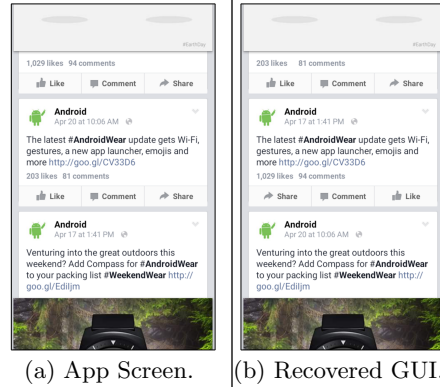 #EarthDay
1,029 likes 94 comments
Like Comment Share
Android
Apr 20 at 10:06 AM
The latest #AndroidWear update gets Wi-Fi,
gestures, a new app launcher, emojis and
more http://goo.gl/CV33D6
203 likes 81 comments
Like Comment Share
Android
Apr 17 at 1:41 PM
Venturing into the great outdoors this
weekend? Add Compass for #AndroidWear
to your packing list #WeekendWear http://
goo.gl/EdiIjm
(a) App Screen.
#EarthDay
203 likes 81 comments
Like Comment Share
Android
Apr 17 at 1:41 PM
The latest #AndroidWear update gets Wi-Fi,
gestures, a new app launcher, emojis and
more http://goo.gl/CV33D6
1,029 likes 94 comments
Share Comment Like
Android
Apr 20 at 10:06 AM
Venturing into the great outdoors this
weekend? Add Compass for #AndroidWear
to your packing list #WeekendWear http://
goo.gl/EdiIjm
(b) Recovered GUI.